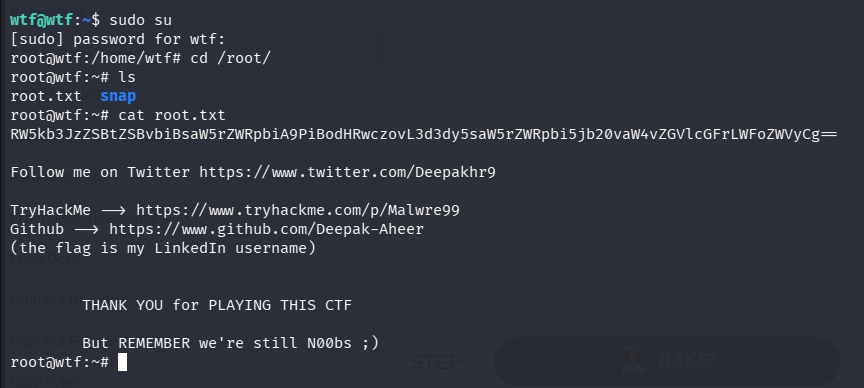 wtf@wtf:~$ sudo su
[sudo] password for wtf:
root@wtf:/home/wtf# cd /root/
root@wtf:~# ls
root.txt snap
root@wtf:~# cat root.txt
RW5kb3JzZSBtZSBvbiBsaW5rZWRpbiA9PiBodHRwczovL3d3dy5saW5rZWRpbi5jb20vaW4vZGVlcGFrLWFoZWVyCg==
Follow me on Twitter https://www.twitter.com/Deepakhr9
TryHackMe --> https://www.tryhackme.com/p/Malwre99
Github --> https://www.github.com/Deepak-Aheer
(the flag is my LinkedIn username)
THANK YOU for PLAYING THIS CTF
But REMEMBER we're still N00bs ;)
root@wtf:~#
STEP
BAKE!